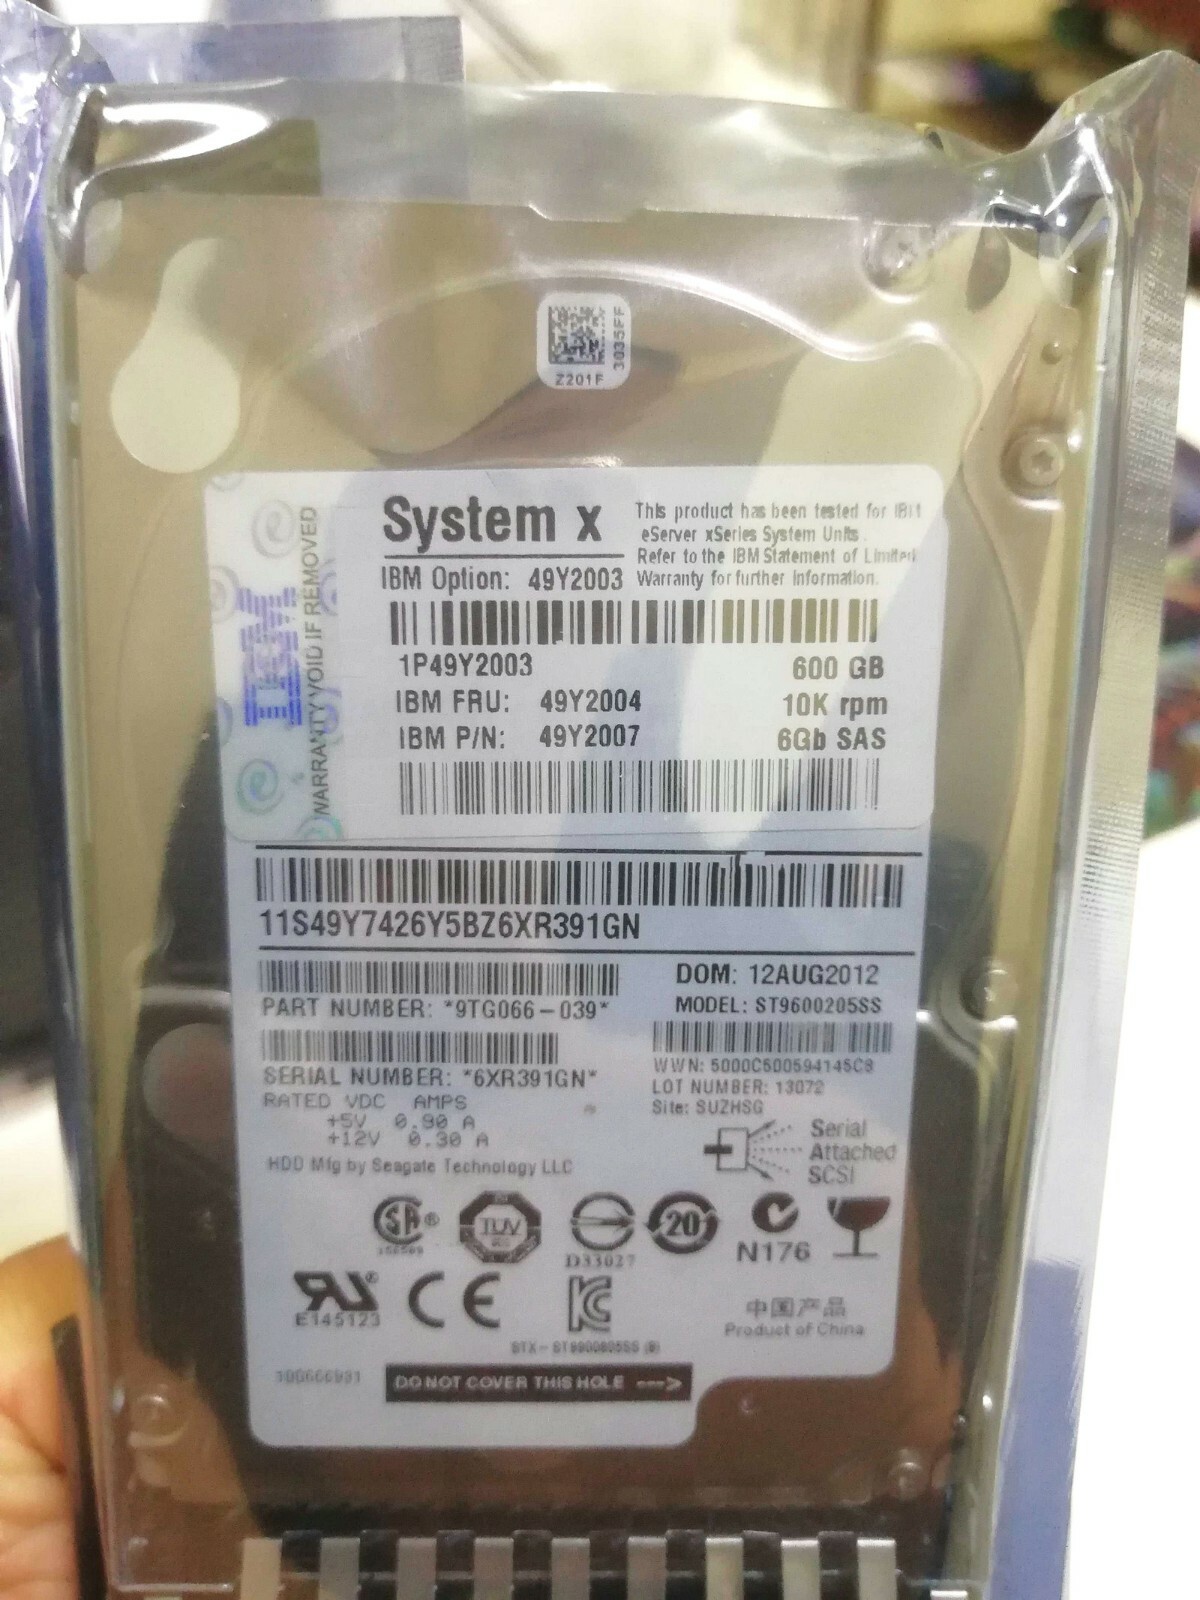 3035FF
Z201F
System x
This product has been tested for IBM
eServer xSeries System Units.
Refer to the IBM Statement of Limited
Warranty for further Information.
IBM Option: 49Y2003
1P49Y2003
600 GB
IBM FRU: 49Y2004
10K rpm
IBM P/N: 49Y2007
6Gb SAS
IBM
WARRANTY VOID IF REMOVED
11S49Y7426Y5BZ6XR391GN
DOM: 12AUG2012
PART NUMBER: *9TG066-039*
MODEL: ST9600205SS
SERIAL NUMBER: *6XR391GN*
WWN: 5000C500594145C8
LOT NUMBER: 13072
Site: SUZHSG
RATED VDC AMPS
+5V 0.90 A
+12V 0.30 A
HDD Mfg by Seagate Technology LLC
Serial
Attached
SCSI
SA®
TUV
D33027
20
N176
E145123
CE
中国产品
Product of China
DO NOT COVER THIS HOLE --->